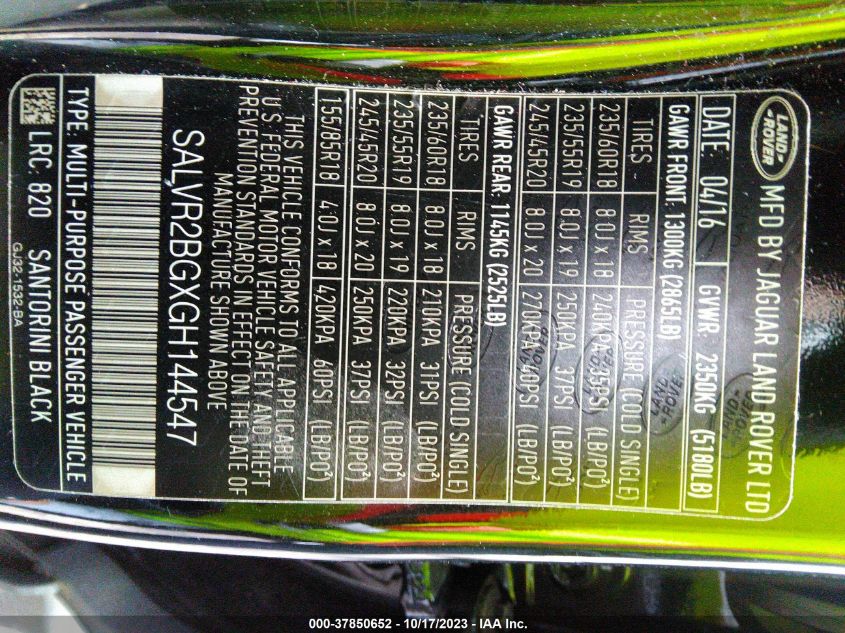 LAND ROVER MFD BY JAGUAR LAND ROVER LTD
DATE: 04/16 GVWR: 2350KG (5180LB)
GAWR FRONT: 1300KG (2865LB)
TIRES RIMS PRESSURE (COLD SINGLE)
235/60R18 8.0J x 18 240KPA 35PSI (LB/PO²)
235/55R19 8.0J x 19 250KPA 37PSI (LB/PO²)
245/45R20 8.0J x 20 270KPA 40PSI (LB/PO²)
GAWR REAR: 1145KG (2525LB)
TIRES RIMS PRESSURE (COLD SINGLE)
235/60R18 8.0J x 18 210KPA 31PSI (LB/PO²)
235/55R19 8.0J x 19 220KPA 32PSI (LB/PO²)
245/45R20 8.0J x 20 250KPA 37PSI (LB/PO²)
155/85R18 4.0J x 18 420KPA 60PSI (LB/PO²)
THIS VEHICLE CONFORMS TO ALL APPLICABLE
U.S. FEDERAL MOTOR VEHICLE SAFETY AND THEFT
PREVENTION STANDARDS IN EFFECT ON THE DATE OF
MANUFACTURE SHOWN ABOVE
SALVR2BGXGH144547
TYPE: MULTI-PURPOSE PASSENGER VEHICLE
LRC: 820 SANTORINI BLACK
GJ32-1532-BA
000-37850652 - 10/17/2023 - IAA Inc.